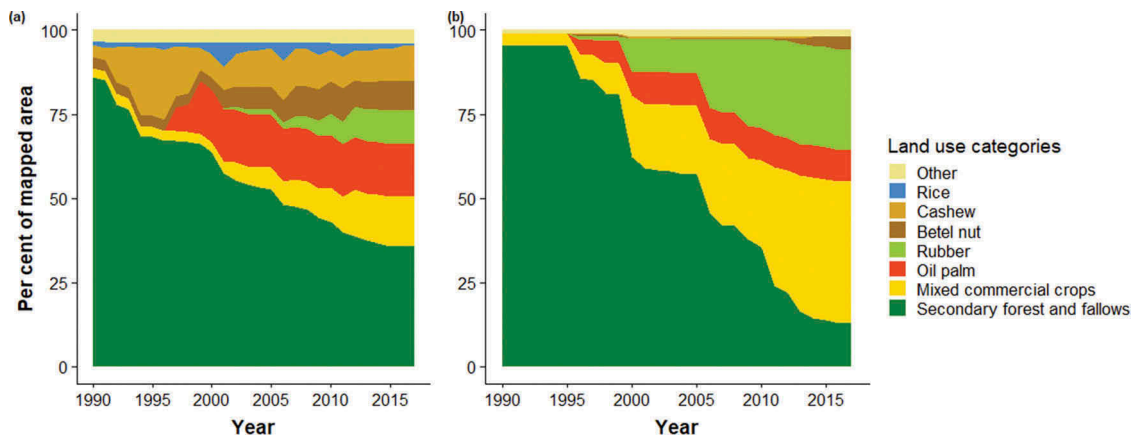 (a)
100
75
50
25
0
1990
1995
2000
2005
2010
2015
Year
Per cent of mapped area
(b)
100
75
50
25
0
1990
1995
2000
2005
2010
2015
Year
Land use categories
Other
Rice
Cashew
Betel nut
Rubber
Oil palm
Mixed commercial crops
Secondary forest and fallows